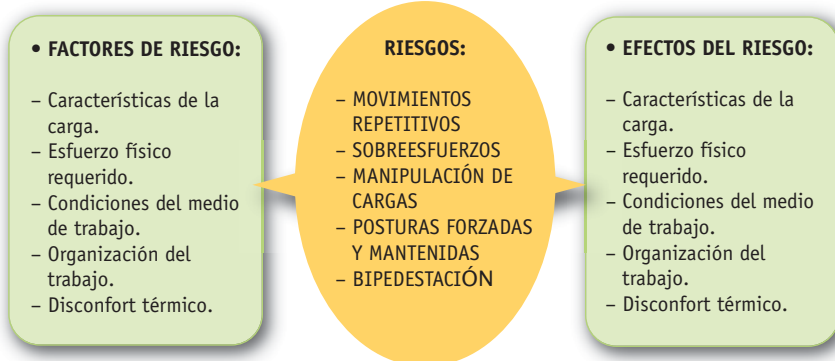 • FACTORES DE RIESGO:
– Características de la
carga.
– Esfuerzo físico
requerido.
– Condiciones del medio
de trabajo.
– Organización del
trabajo.
– Disconfort térmico.
RIESGOS:
– MOVIMIENTOS
REPETITIVOS
– SOBREESFUERZOS
– MANIPULACIÓN DE
CARGAS
– POSTURAS FORZADAS
Y MANTENIDAS
– BIPEDESTACIÓN
• EFECTOS DEL RIESGO:
– Características de la
carga.
– Esfuerzo físico
requerido.
– Condiciones del medio
de trabajo.
– Organización del
trabajo.
– Disconfort térmico.